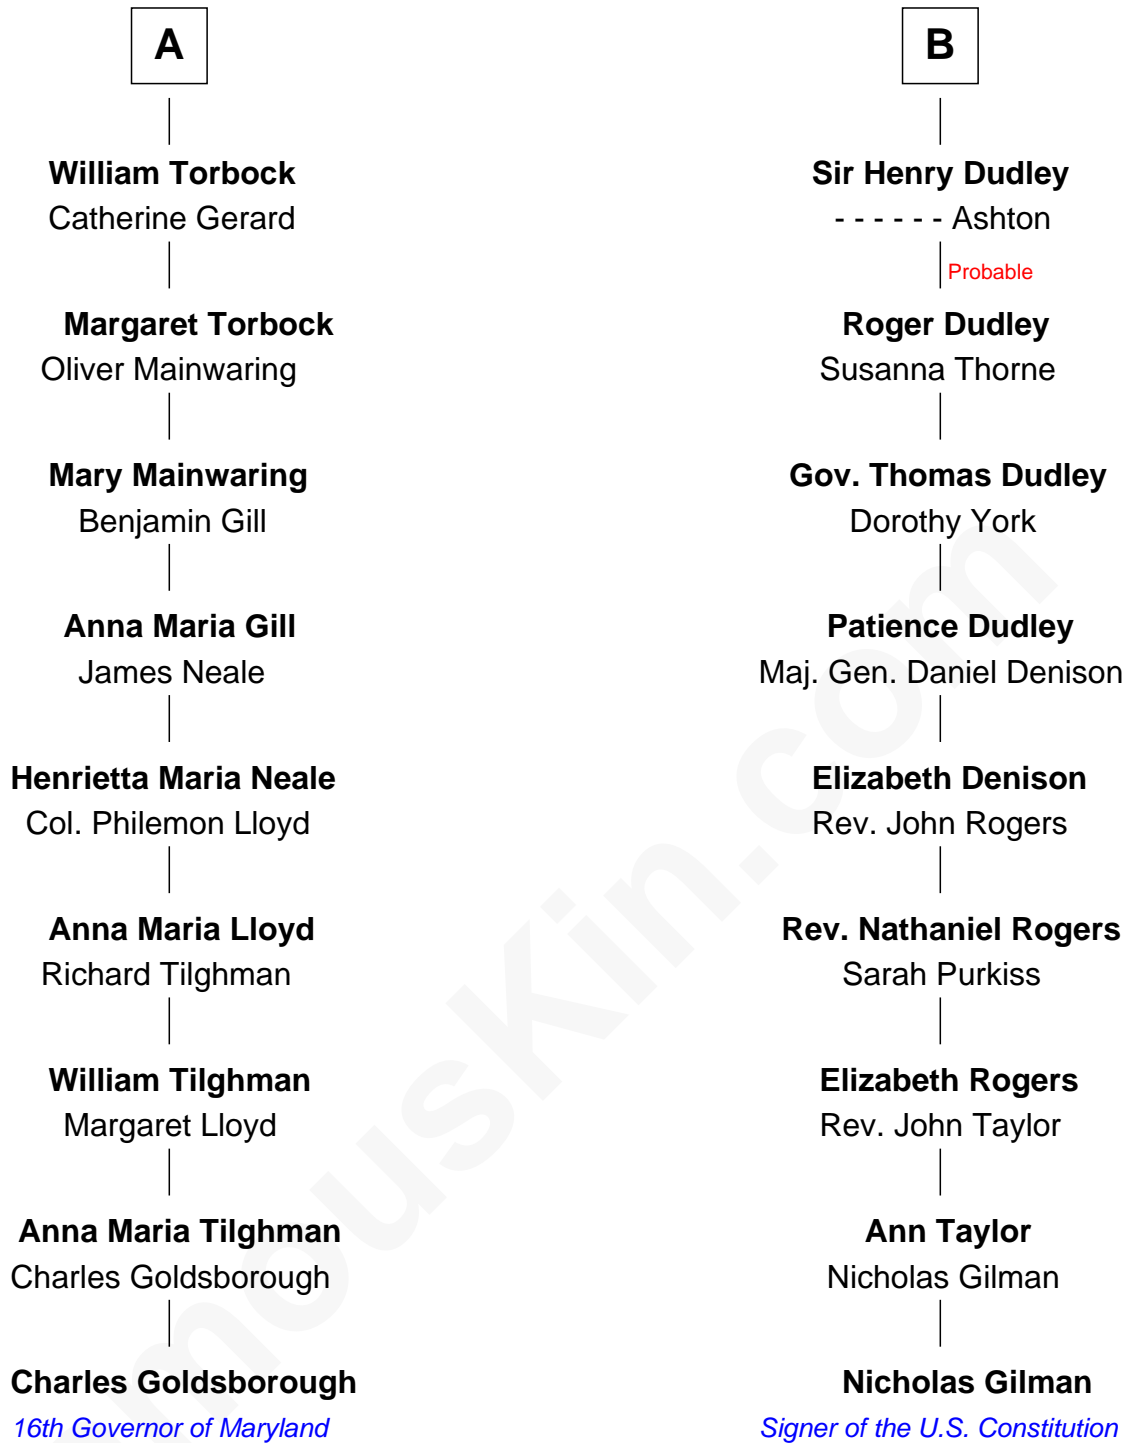 A
William Torbock
Catherine Gerard
Margaret Torbock
Oliver Mainwaring
Mary Mainwaring
Benjamin Gill
Anna Maria Gill
James Neale
Henrietta Maria Neale
Col. Philemon Lloyd
Anna Maria Lloyd
Richard Tilghman
William Tilghman
Margaret Lloyd
Anna Maria Tilghman
Charles Goldsborough
Charles Goldsborough
16th Governor of Maryland
B
Sir Henry Dudley
- - - - - - Ashton
Probable
Roger Dudley
Susanna Thorne
Gov. Thomas Dudley
Dorothy York
Patience Dudley
Maj. Gen. Daniel Denison
Elizabeth Denison
Rev. John Rogers
Rev. Nathaniel Rogers
Sarah Purkiss
Elizabeth Rogers
Rev. John Taylor
Ann Taylor
Nicholas Gilman
Nicholas Gilman
Signer of the U.S. Constitution
mouskin.com